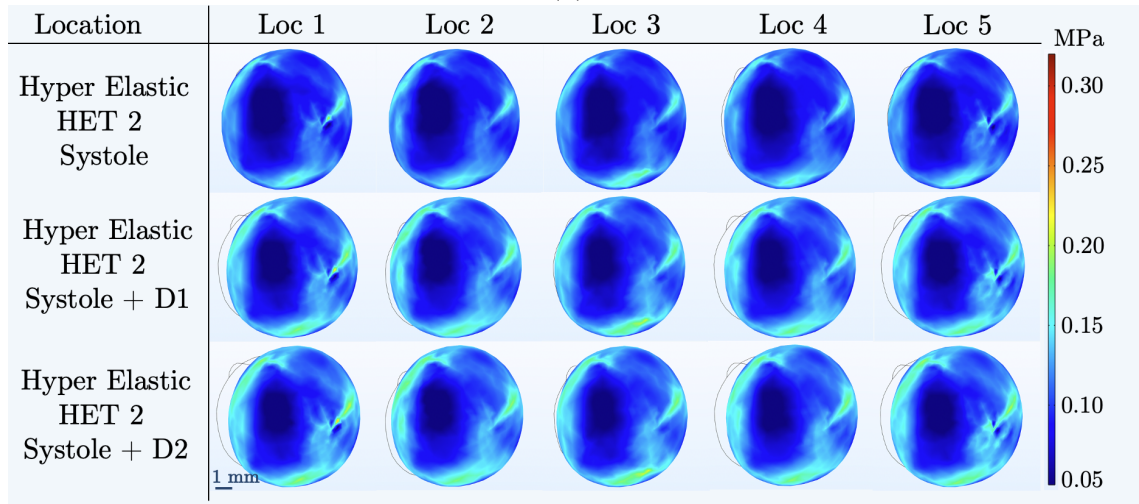 Location Loc 1 Loc 2 Loc 3 Loc 4 Loc 5
MPa
Hyper Elastic
HET 2
Systole
Hyper Elastic
HET 2
Systole + D1
Hyper Elastic
HET 2
Systole + D2
1 mm
0.30
0.25
0.20
0.15
0.10
0.05